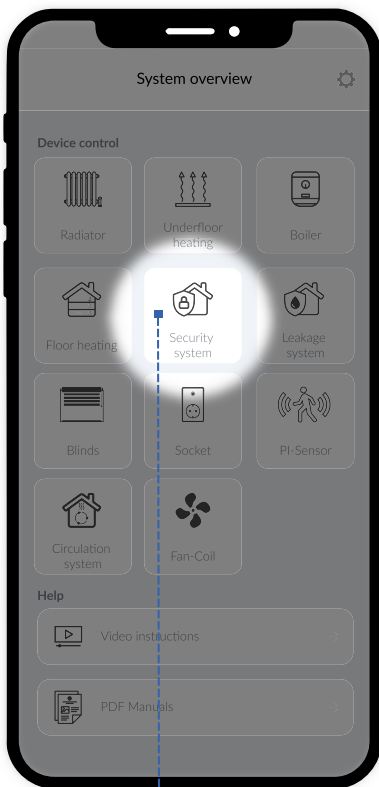 System overview
Device control
Radiator
Underfloor
heating
Boiler
Floor heating
Security
system
Leakage
system
Blinds
Socket
PI-Sensor
Circulation
system
Fan-Coil
Help
Video instructions
PDF Manuals